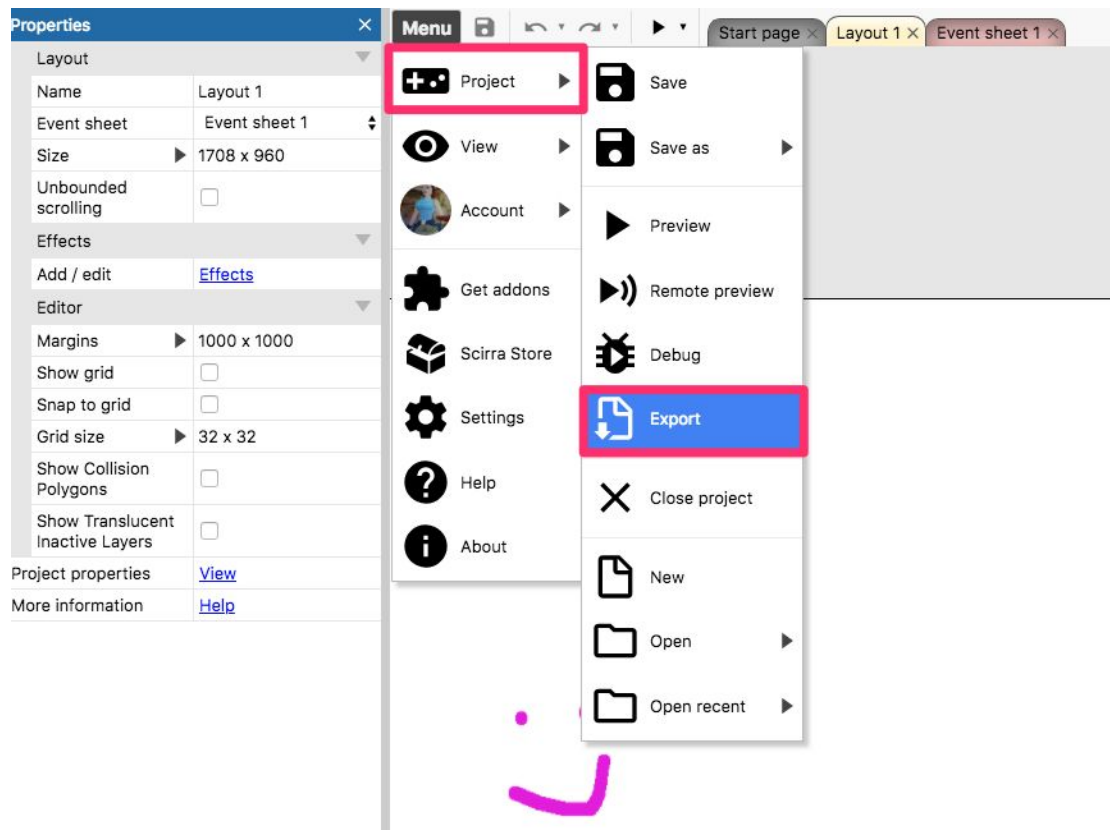 Properties ×
Layout
Name Layout 1
Event sheet Event sheet 1
Size 1708 x 960
Unbounded
scrolling
Effects
Add / edit Effects
Editor
Margins 1000 x 1000
Show grid
Snap to grid
Grid size 32 x 32
Show Collision
Polygons
Show Translucent
Inactive Layers
Project properties View
More information Help
Menu
Start page × Layout 1 × Event sheet 1 ×
Project
View
Account
Get addons
Scirra Store
Settings
Help
About
Save
Save as
Preview
Remote preview
Debug
Export
Close project
New
Open
Open recent